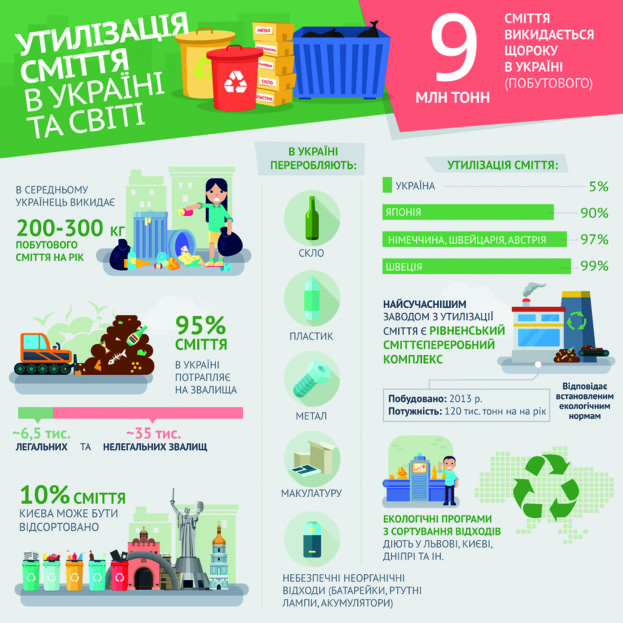 УТИЛІЗАЦІЯ
СМІТТЯ
В УКРАЇНІ
ТА СВІТІ
МЕТАЛ
СКЛО
ПЛАСТИК
9
МЛН ТОНН
СМІТТЯ
ВИКИДАЄТЬСЯ
ЩОРОКУ
В УКРАЇНІ
(ПОБУТОВОГО)
В СЕРЕДНЬОМУ
УКРАЇНЕЦЬ ВИКИДАЄ
200-300 КГ
ПОБУТОВОГО
СМІТТЯ НА РІК
95%
СМІТТЯ
В УКРАЇНІ
ПОТРАПЛЯЄ
НА ЗВАЛИЩА
~6,5 тис. ~35 тис.
ЛЕГАЛЬНИХ ТА НЕЛЕГАЛЬНИХ ЗВАЛИЩ
10% СМІТТЯ
КИЄВА МОЖЕ БУТИ
ВІДСОРТОВАНО
В УКРАЇНІ
ПЕРЕРОБЛЯЮТЬ:
СКЛО
ПЛАСТИК
МЕТАЛ
МАКУЛАТУРУ
НЕБЕЗПЕЧНІ НЕОРГАНІЧНІ
ВІДХОДИ (БАТАРЕЙКИ, РТУТНІ
ЛАМПИ, АКУМУЛЯТОРИ)
УТИЛІЗАЦІЯ СМІТТЯ:
УКРАЇНА 5%
ЯПОНІЯ 90%
НІМЕЧЧИНА, ШВЕЙЦАРІЯ, АВСТРІЯ 97%
ШВЕЦІЯ 99%
НАЙСУЧАСНІШИМ
ЗАВОДОМ З УТИЛІЗАЦІЇ
СМІТТЯ Є РІВНЕНСЬКИЙ
СМІТТЄПЕРЕРОБНИЙ
КОМПЛЕКС
Побудовано: 2013 р.
Потужність: 120 тис. тонн на на рік
Відповідає
встановленим
екологічним
нормам
ЕКОЛОГІЧНІ ПРОГРАМИ
З СОРТУВАННЯ ВІДХОДІВ
ДІЮТЬ У ЛЬВОВІ, КИЄВІ,
ДНІПРІ ТА ІН.